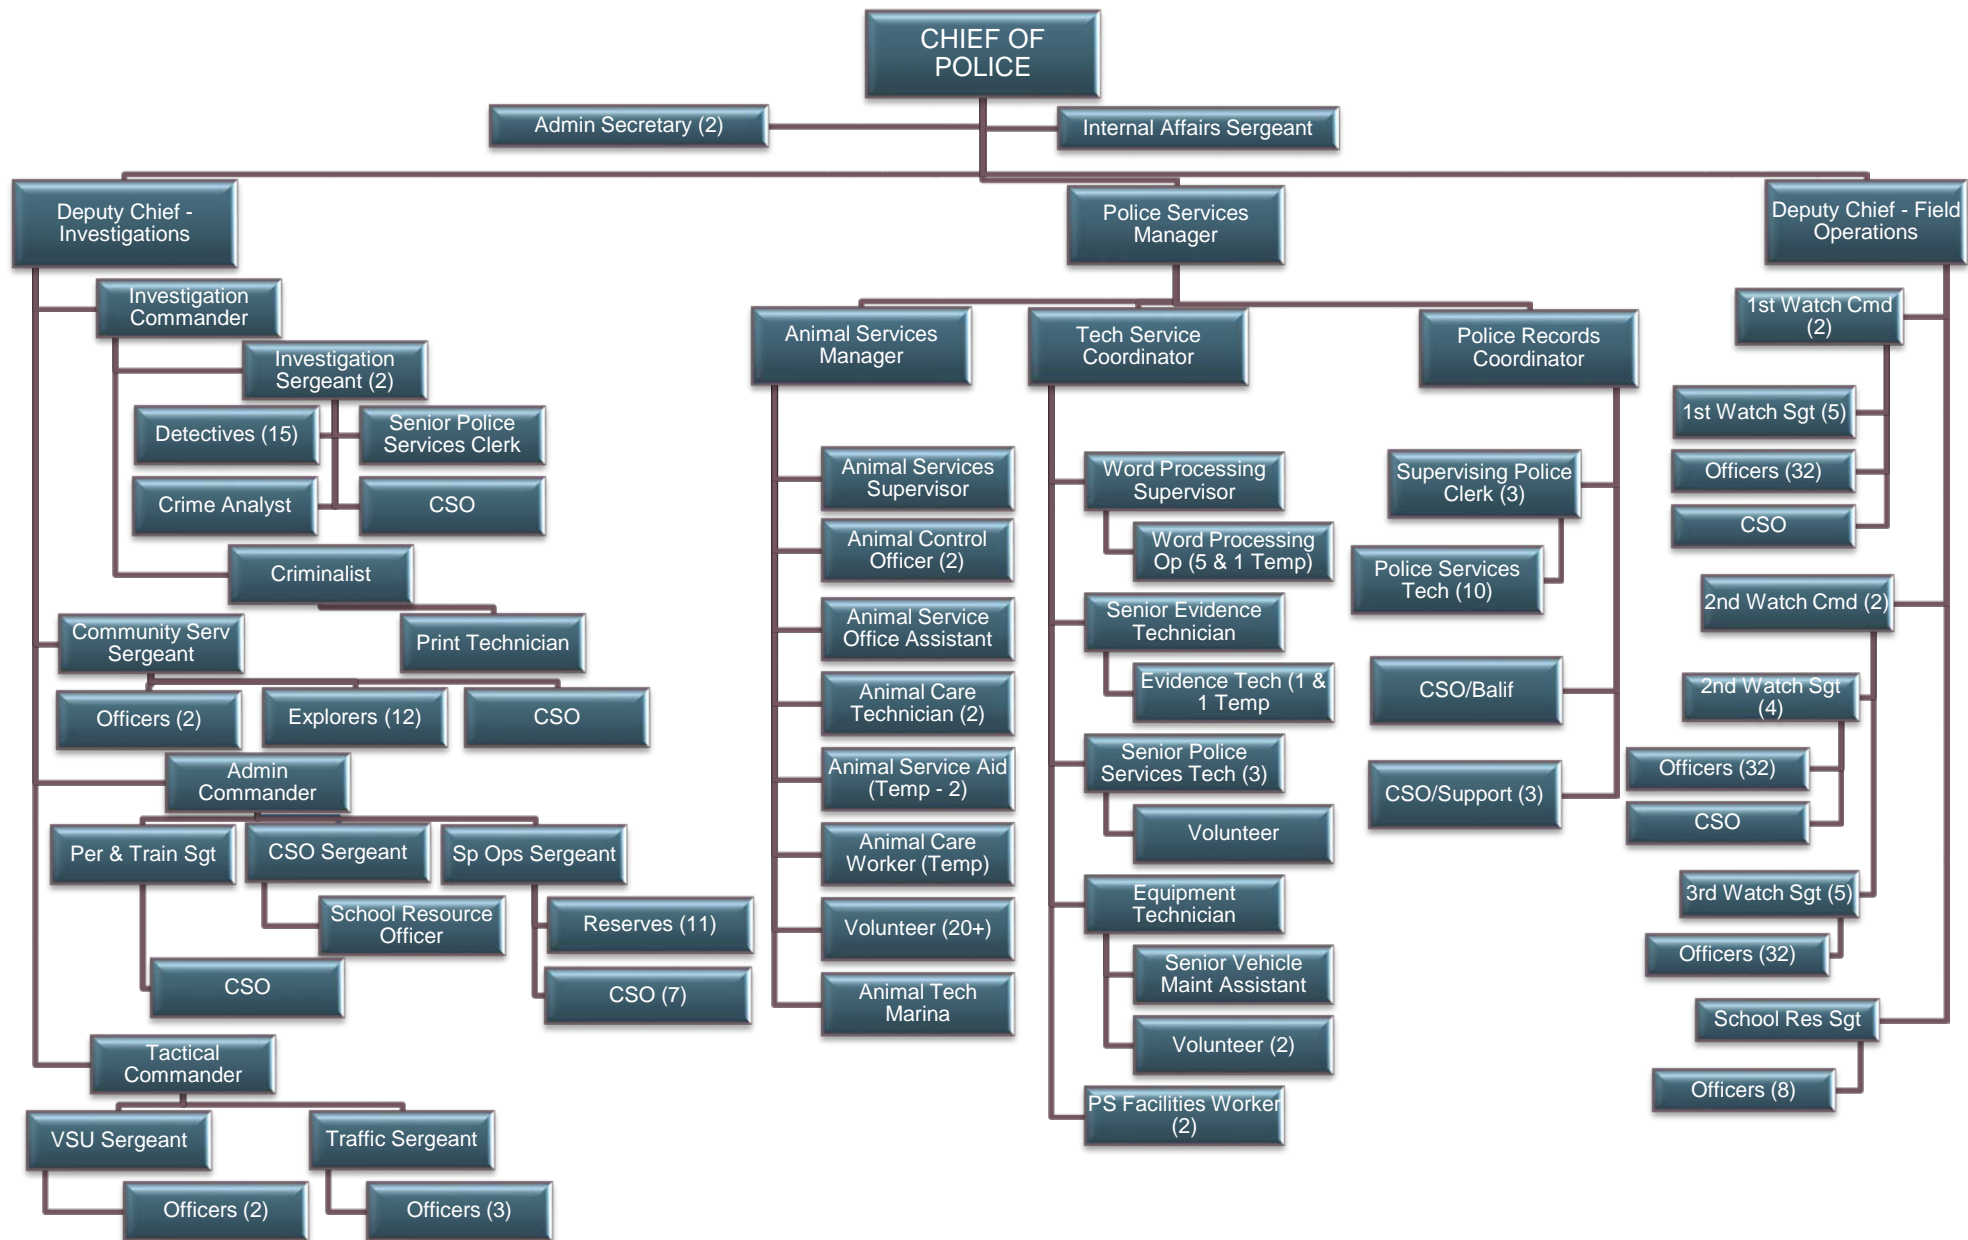 CHIEF OF
POLICE
Admin Secretary (2)
Internal Affairs Sergeant
Deputy Chief -
Investigations
Police Services
Manager
Deputy Chief - Field
Operations
Investigation
Commander
Investigation
Sergeant (2)
Detectives (15)
Senior Police
Services Clerk
Crime Analyst
CSO
Criminalist
Print Technician
Community Serv
Sergeant
Officers (2)
Explorers (12)
CSO
Admin
Commander
Per & Train Sgt
CSO Sergeant
Sp Ops Sergeant
School Resource
Officer
Reserves (11)
CSO
CSO (7)
Tactical
Commander
VSU Sergeant
Traffic Sergeant
Officers (2)
Officers (3)
Animal Services
Manager
Animal Services
Supervisor
Animal Control
Officer (2)
Animal Service
Office Assistant
Animal Care
Technician (2)
Animal Service Aid
(Temp - 2)
Animal Care
Worker (Temp)
Volunteer (20+)
Animal Tech
Marina
Tech Service
Coordinator
Word Processing
Supervisor
Word Processing
Op (5 & 1 Temp)
Senior Evidence
Technician
Evidence Tech (1 &
1 Temp
Senior Police
Services Tech (3)
Volunteer
Equipment
Technician
Senior Vehicle
Maint Assistant
Volunteer (2)
PS Facilities Worker
(2)
Police Records
Coordinator
Supervising Police
Clerk (3)
Police Services
Tech (10)
CSO/Balif
CSO/Support (3)
1st Watch Cmd
(2)
1st Watch Sgt (5)
Officers (32)
CSO
2nd Watch Cmd (2)
2nd Watch Sgt
(4)
Officers (32)
CSO
3rd Watch Sgt (5)
Officers (32)
School Res Sgt
Officers (8)